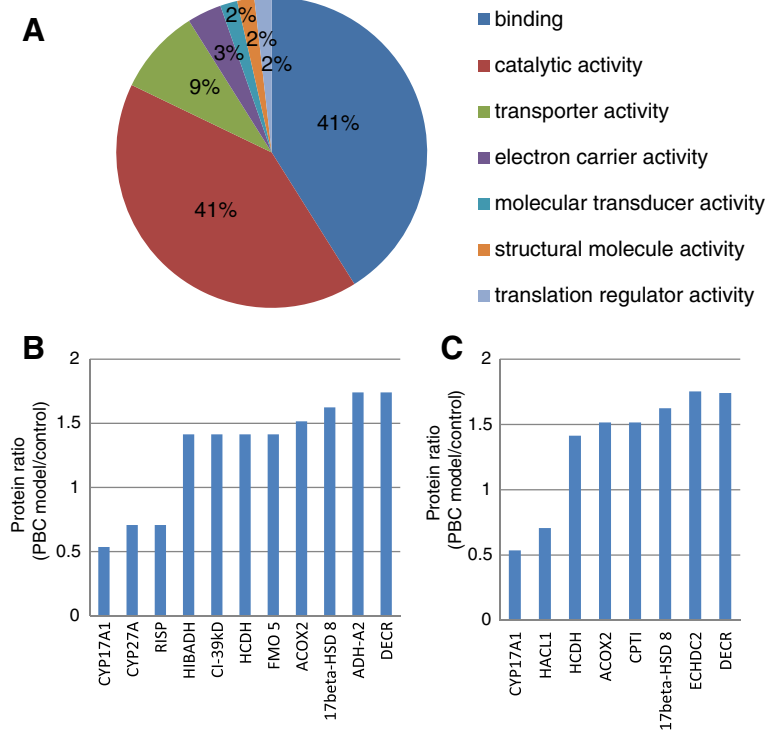 A
2%
2%
2%
3%
9%
41%
41%
binding
catalytic activity
transporter activity
electron carrier activity
molecular transducer activity
structural molecule activity
translation regulator activity
B
Protein ratio
(PBC model/control)
2
1.5
1
0.5
0
CYP17A1
CYP27A
RISP
HIBADH
CI-39kD
HCDH
FMO 5
ACOX2
17beta-HSD 8
ADH-A2
DECR
C
Protein ratio
(PBC model/control)
2
1.5
1
0.5
0
CYP17A1
HACL1
HCDH
ACOX2
CPTI
17beta-HSD 8
ECHDC2
DECR